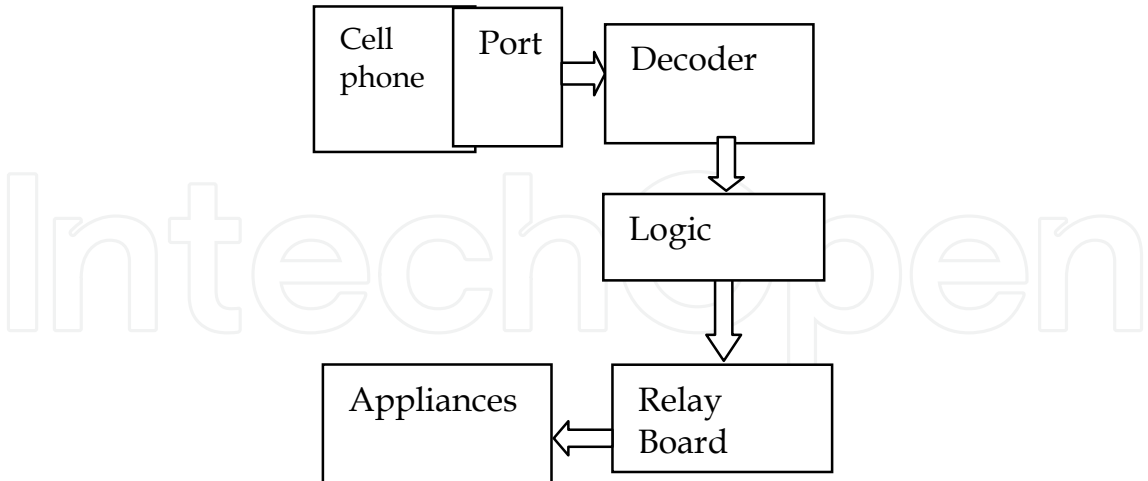 Cell
phone
Port
Decoder
Logic
Relay
Board
Appliances
IntechOpen